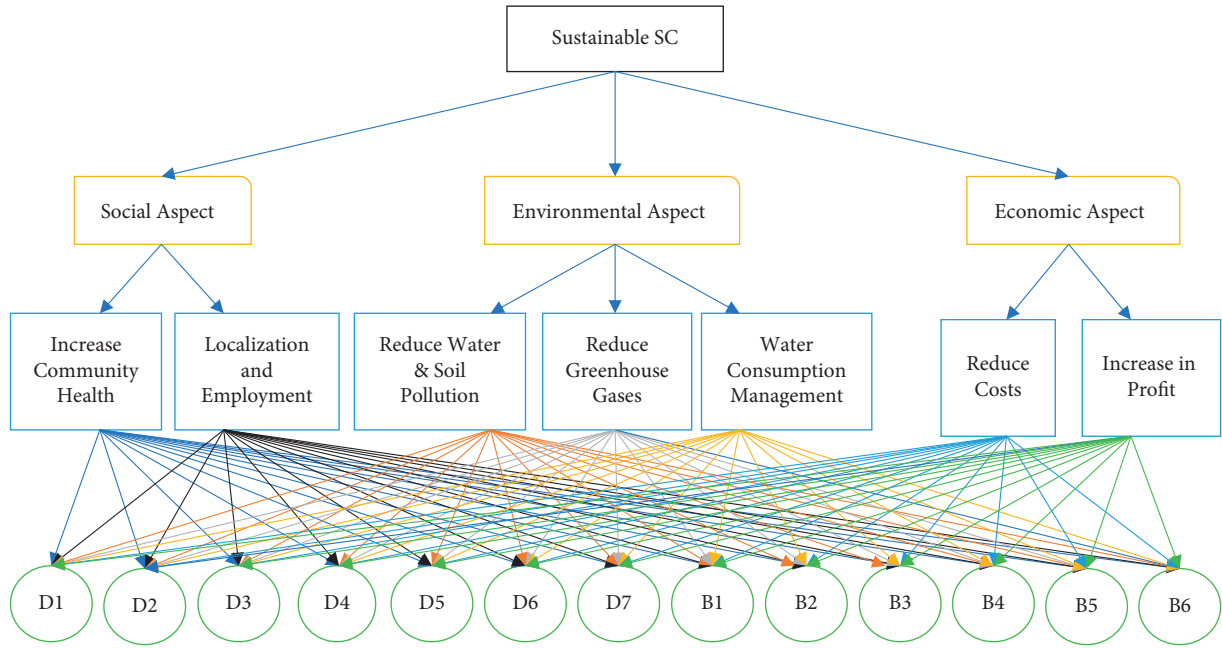 Sustainable SC
Social Aspect
Environmental Aspect
Economic Aspect
Increase
Community
Health
Localization
and
Employment
Reduce Water
& Soil
Pollution
Reduce
Greenhouse
Gases
Water
Consumption
Management
Reduce
Costs
Increase in
Profit
D1
D2
D3
D4
D5
D6
D7
B1
B2
B3
B4
B5
B6